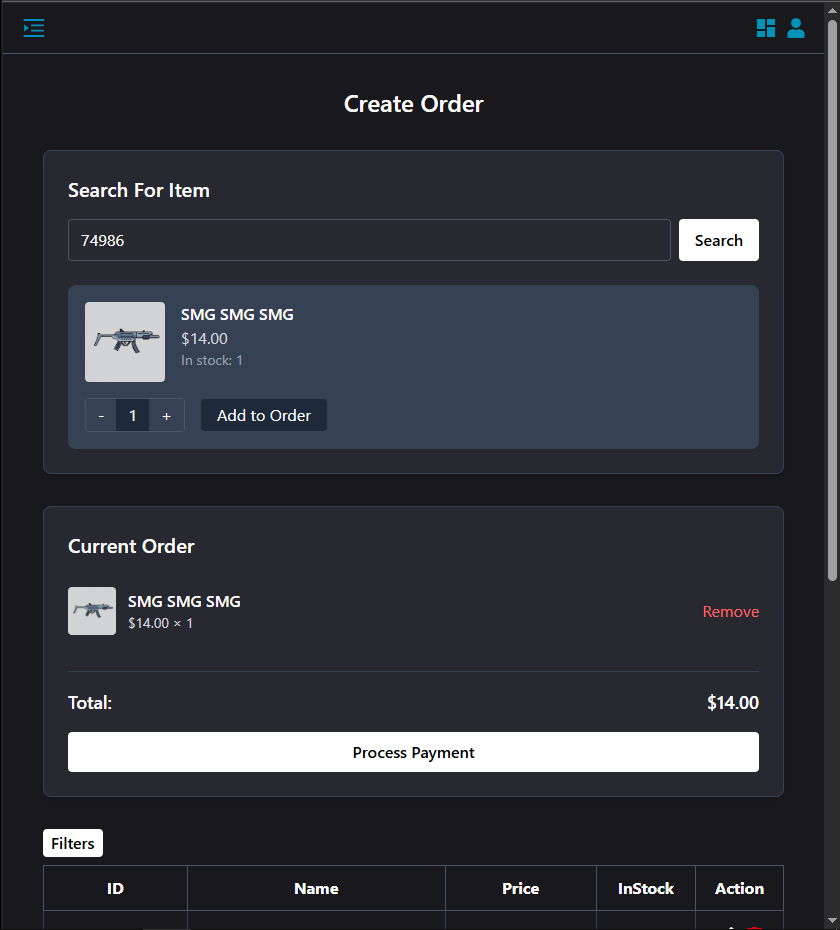 Create Order
Search For Item
74986
Search
SMG SMG SMG
$14.00
In stock: 1
- 1 +
Add to Order
Current Order
SMG SMG SMG
$14.00 × 1
Remove
Total:
$14.00
Process Payment
Filters
ID Name Price InStock Action